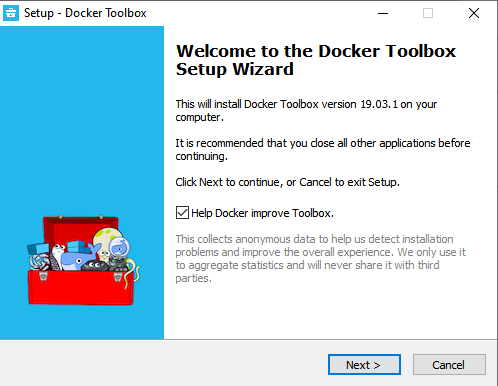 Setup - Docker Toolbox
Welcome to the Docker Toolbox
Setup Wizard
This will install Docker Toolbox version 19.03.1 on your
computer.
It is recommended that you close all other applications before
continuing.
Click Next to continue, or Cancel to exit Setup.
Help Docker improve Toolbox.
This collects anonymous data to help us detect installation
problems and improve the overall experience. We only use it
to aggregate statistics and will never share it with third
parties.
Next >
Cancel